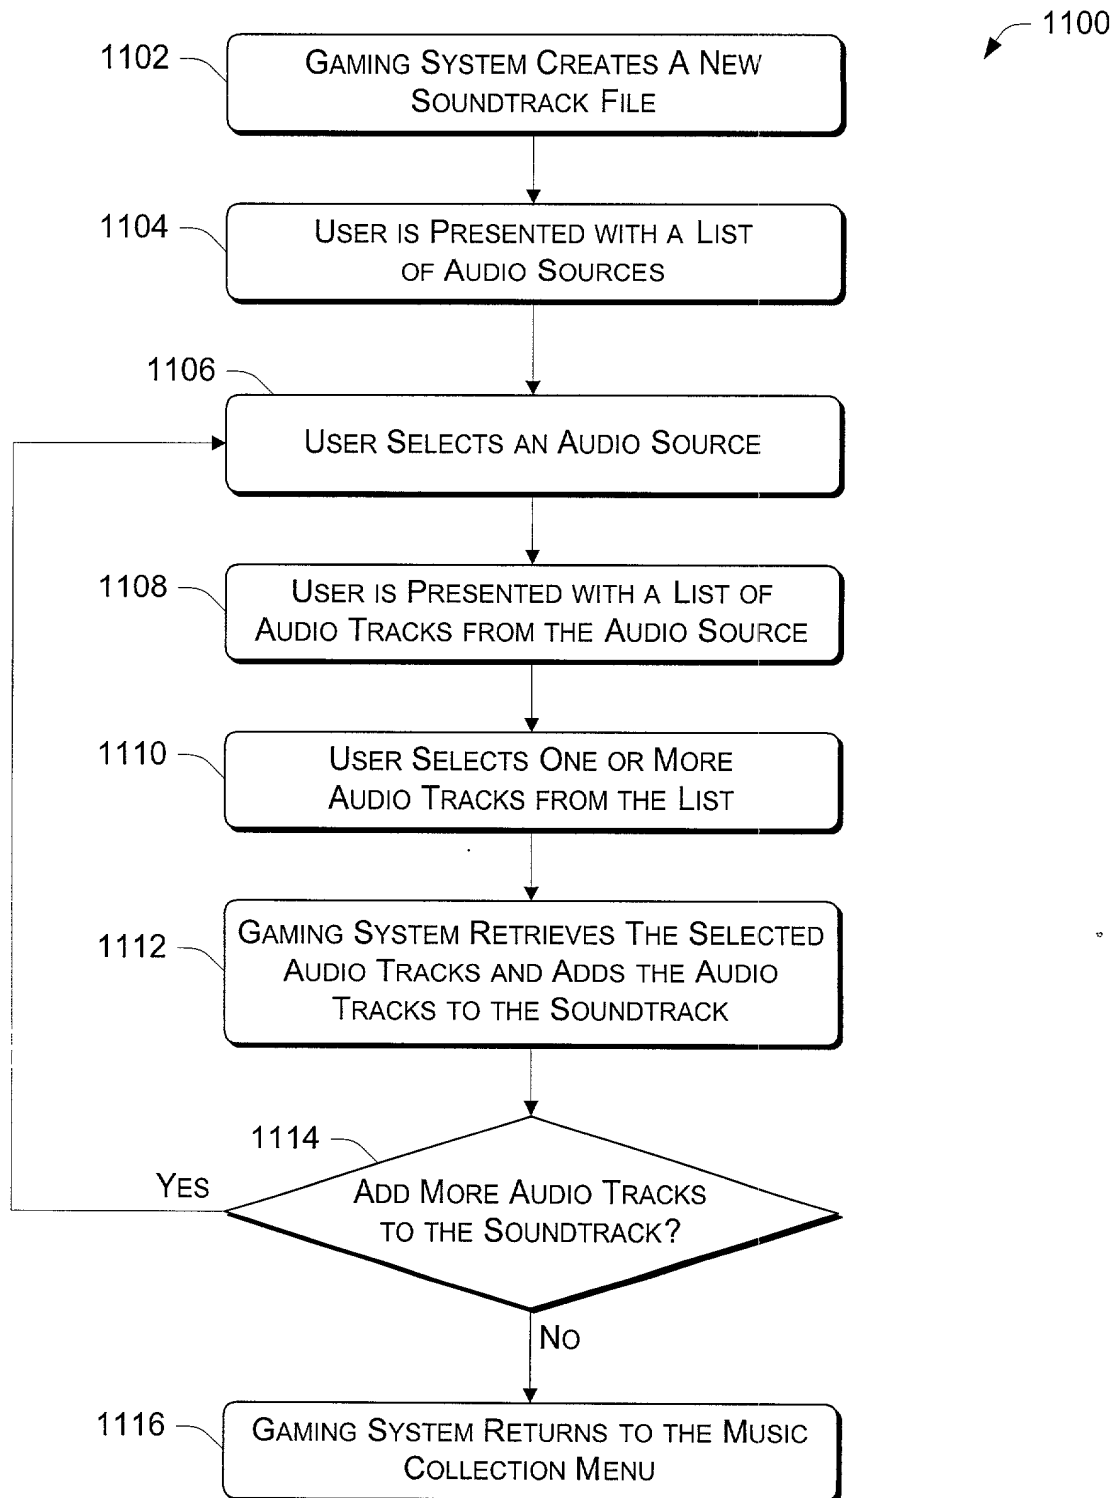 1100
1102
GAMING SYSTEM CREATES A NEW
SOUNDTRACK FILE
1104
USER IS PRESENTED WITH A LIST
OF AUDIO SOURCES
1106
USER SELECTS AN AUDIO SOURCE
1108
USER IS PRESENTED WITH A LIST OF
AUDIO TRACKS FROM THE AUDIO SOURCE
1110
USER SELECTS ONE OR MORE
AUDIO TRACKS FROM THE LIST
1112
GAMING SYSTEM RETRIEVES THE SELECTED
AUDIO TRACKS AND ADDS THE AUDIO
TRACKS TO THE SOUNDTRACK
1114
YES
ADD MORE AUDIO TRACKS
TO THE SOUNDTRACK?
NO
1116
GAMING SYSTEM RETURNS TO THE MUSIC
COLLECTION MENU